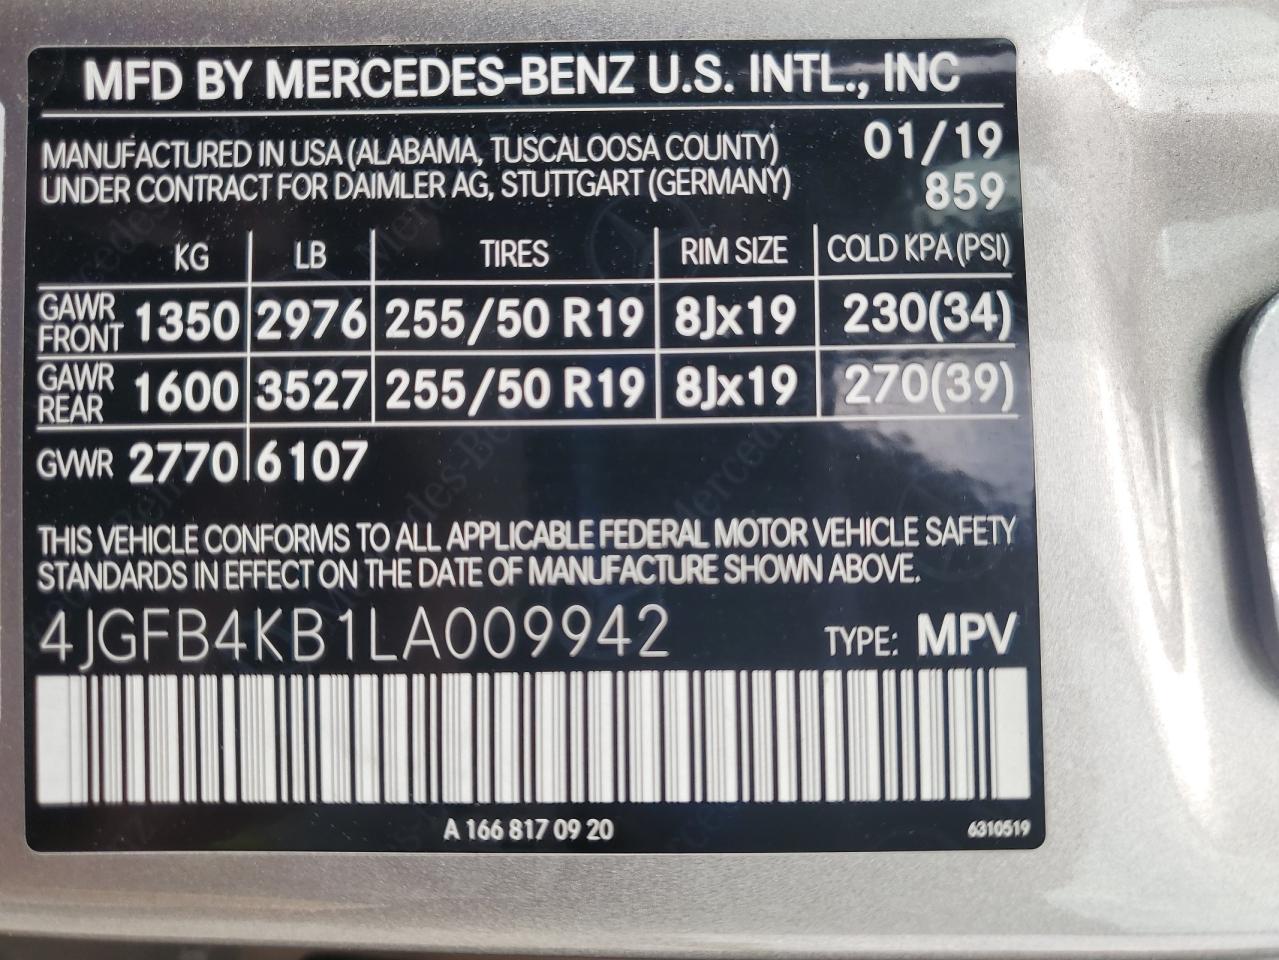 MFD BY MERCEDES-BENZ U.S. INTL., INC
MANUFACTURED IN USA (ALABAMA, TUSCALOOSA COUNTY) 01/19
UNDER CONTRACT FOR DAIMLER AG, STUTTGART (GERMANY) 859
KG LB TIRES RIM SIZE COLD KPA (PSI)
GAWR FRONT 1350 2976 255/50 R19 8Jx19 230(34)
GAWR REAR 1600 3527 255/50 R19 8Jx19 270(39)
GVWR 2770 6107
THIS VEHICLE CONFORMS TO ALL APPLICABLE FEDERAL MOTOR VEHICLE SAFETY
STANDARDS IN EFFECT ON THE DATE OF MANUFACTURE SHOWN ABOVE.
4JGFB4KB1LA009942 TYPE: MPV
A 166 817 09 20 6310519